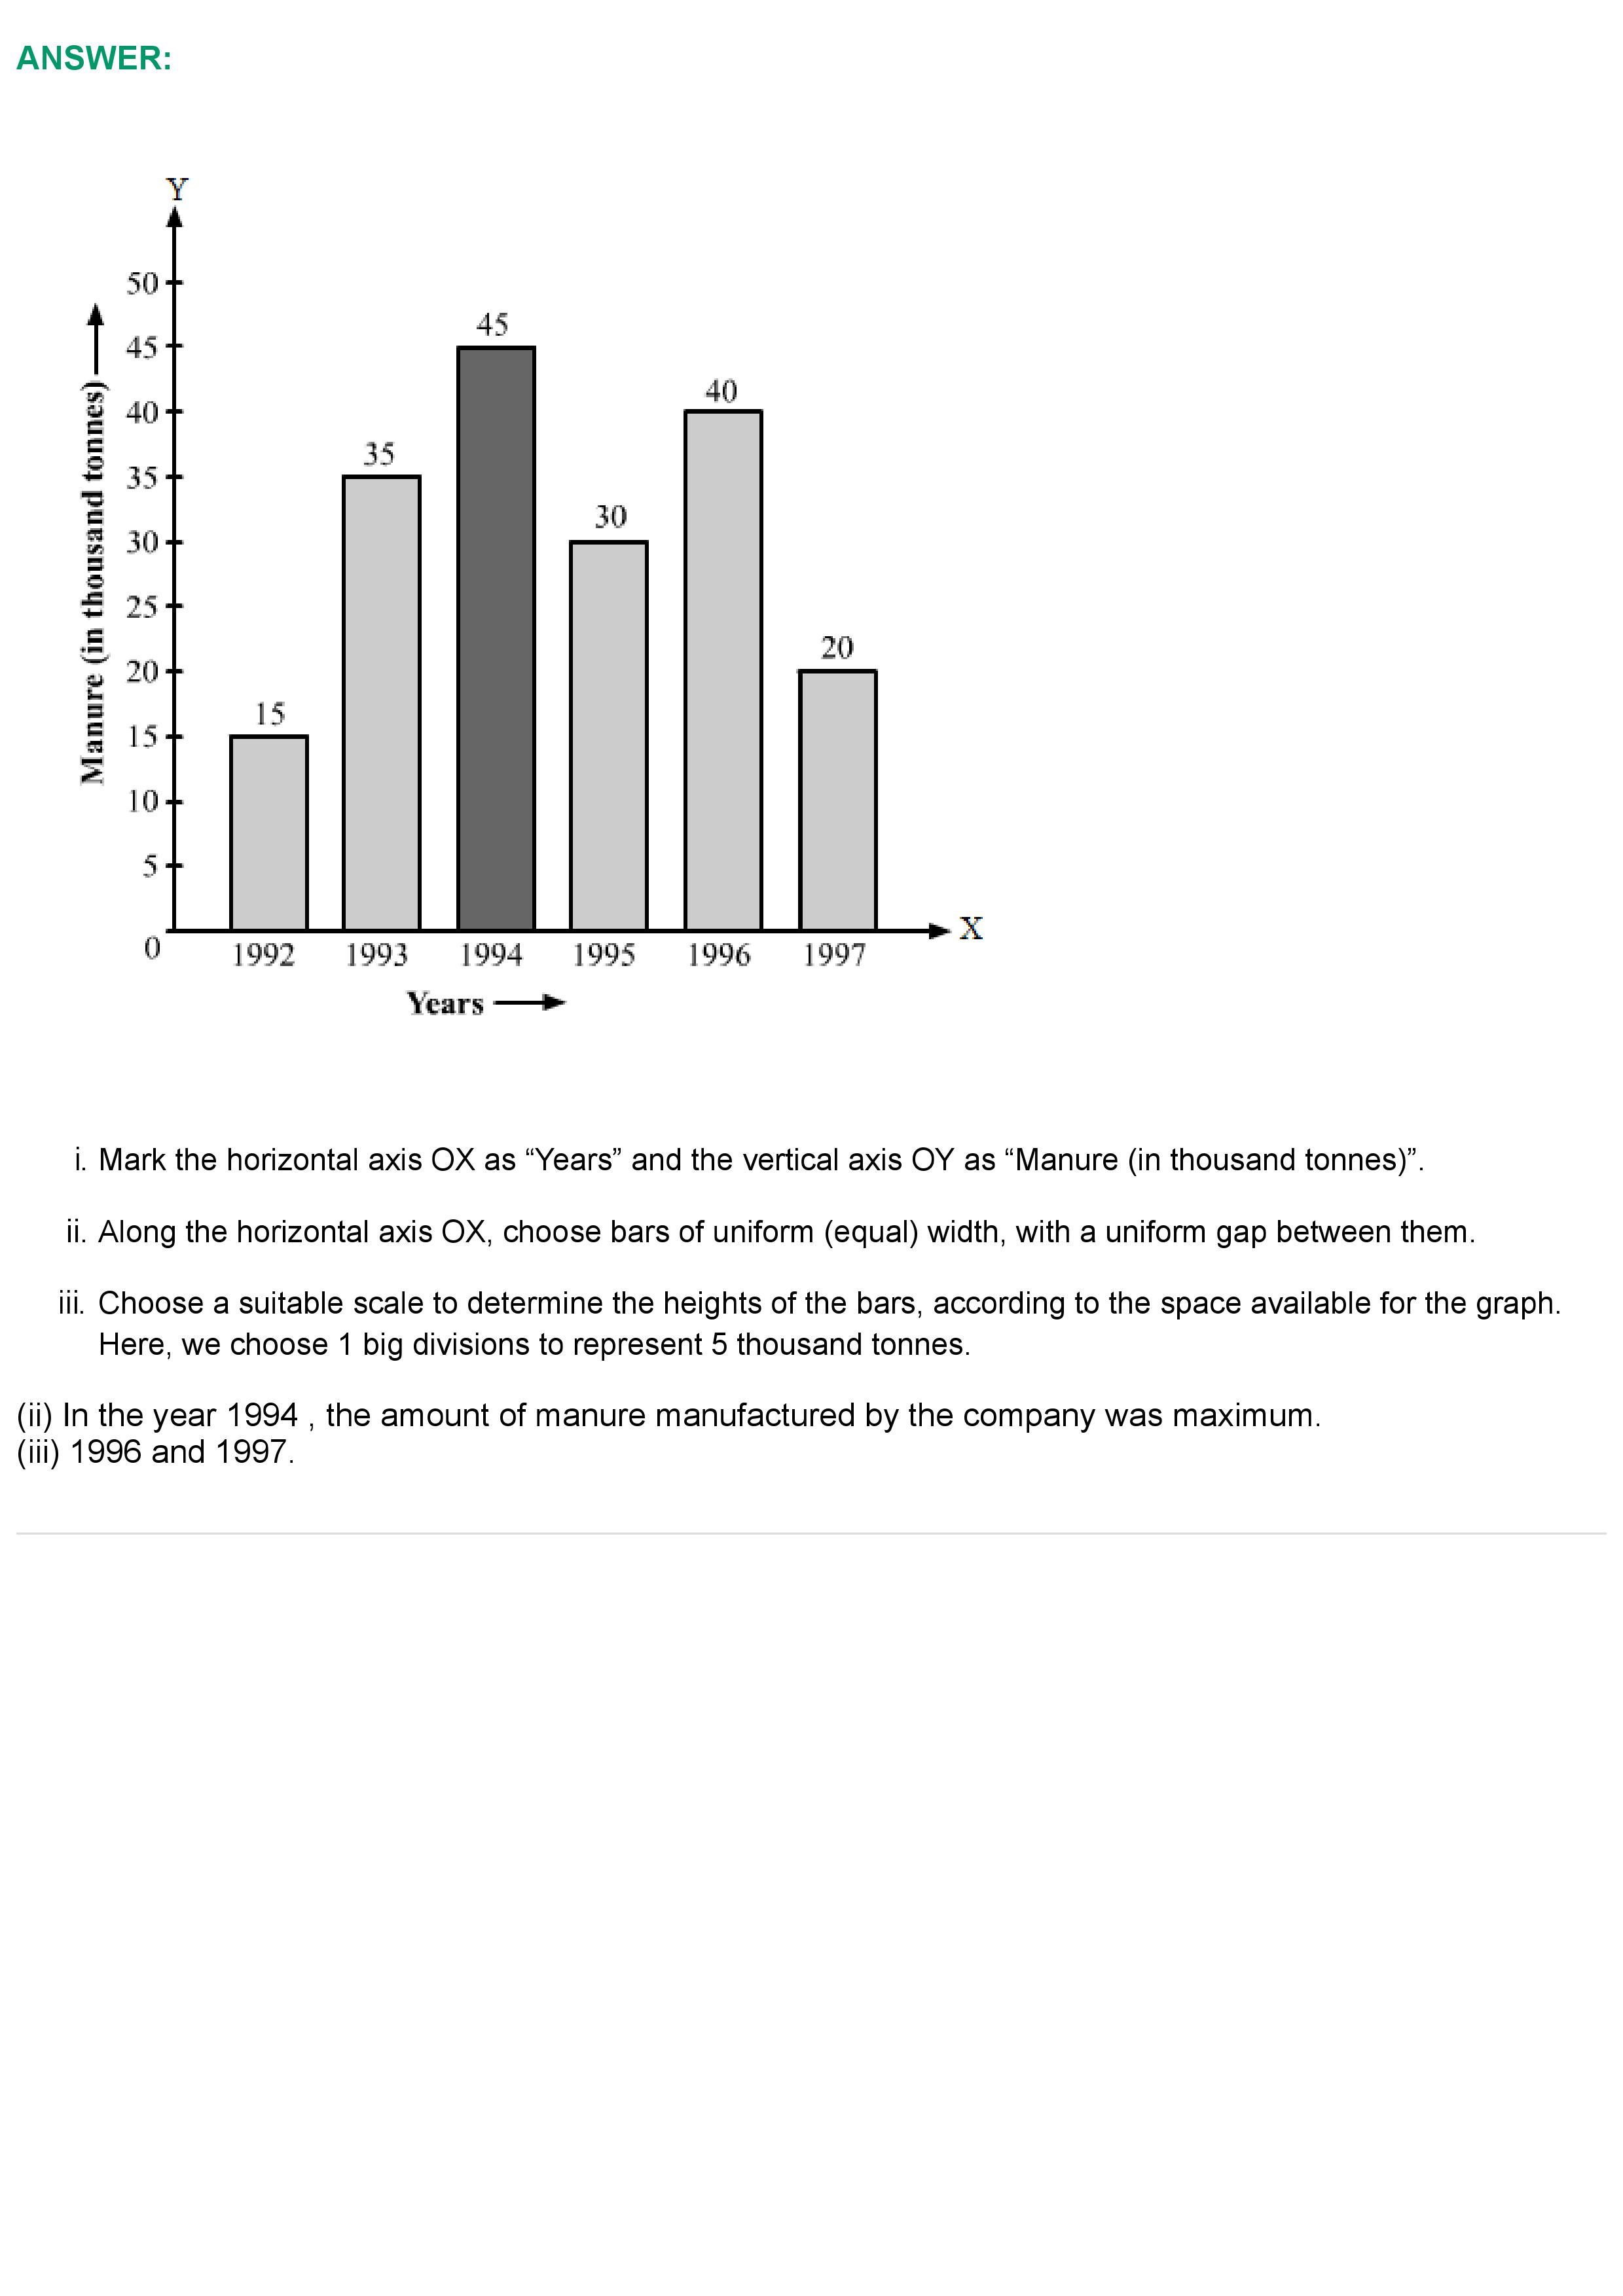 ANSWER:
Y
50
45
45
40
40
35
35
30
30
25
20
20
15
15
10
5
0
Manure (in thousand tonnes)
X
1992 1993 1994 1995 1996 1997
Years
i. Mark the horizontal axis OX as “Years” and the vertical axis OY as “Manure (in thousand tonnes)”.
ii. Along the horizontal axis OX, choose bars of uniform (equal) width, with a uniform gap between them.
iii. Choose a suitable scale to determine the heights of the bars, according to the space available for the graph.
Here, we choose 1 big divisions to represent 5 thousand tonnes.
(ii) In the year 1994 , the amount of manure manufactured by the company was maximum.
(iii) 1996 and 1997.